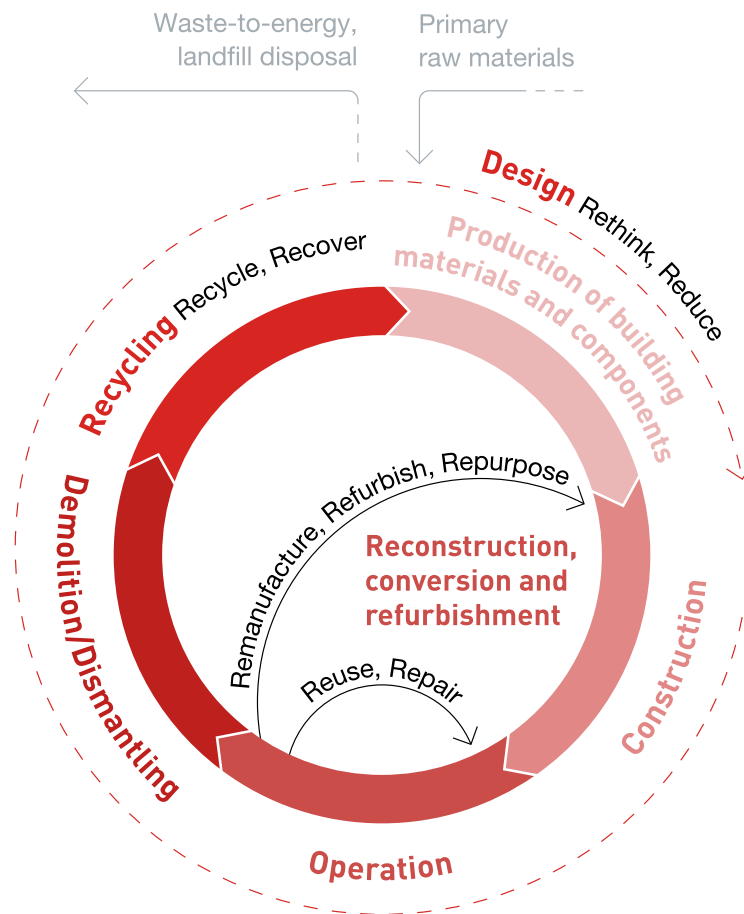 Waste-to-energy,
landfill disposal
Primary
raw materials
Design Rethink, Reduce
Production of building
materials and components
Recycling Recycle, Recover
Remanufacture, Refurbish, Repurpose
Reconstruction,
conversion and
refurbishment
Reuse, Repair
Demolition/Dismantling
Construction
Operation